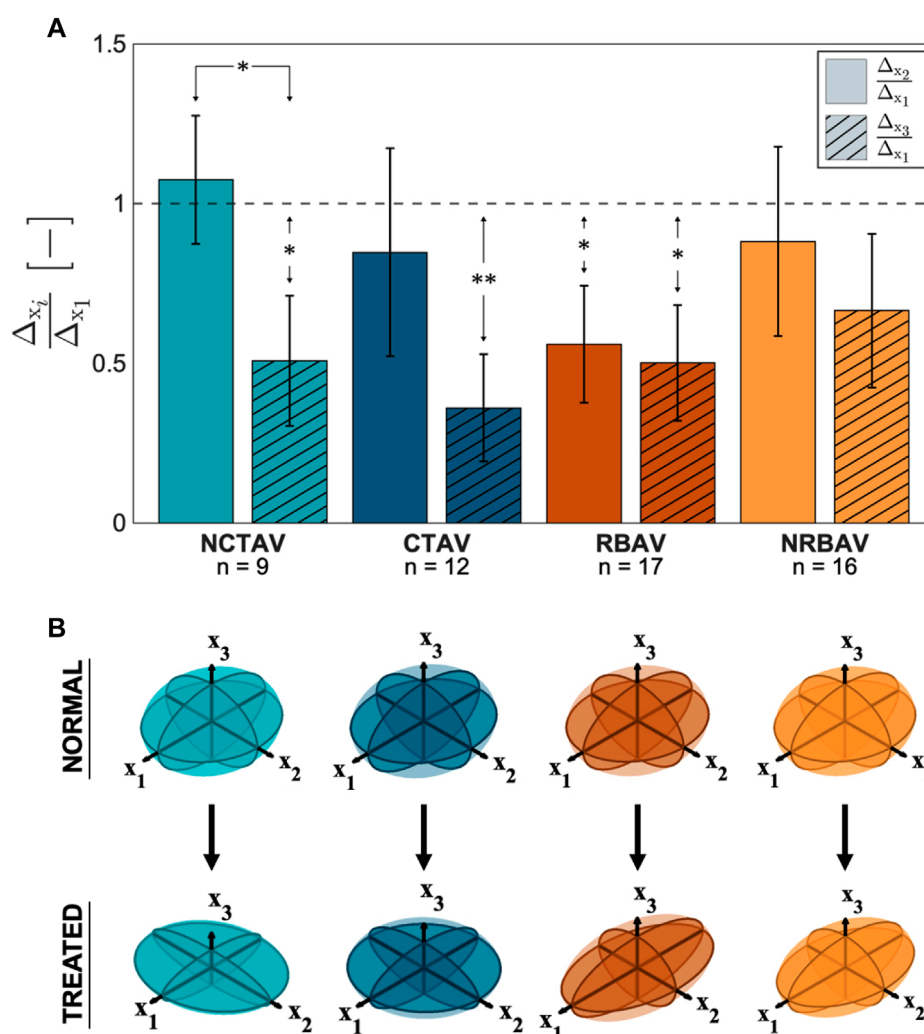 A
1.5
*
Δx₂/Δx₁
Δx₃/Δx₁
1
* ** * *
Δxᵢ/Δx₁ [−]
0.5
0
NCTAV CTAV RBAV NRBAV
n = 9 n = 12 n = 17 n = 16
B
NORMAL
x₃ x₃ x₃ x₃
x₁ x₂ x₁ x₂ x₁ x₂ x₁ x
TREATED
x₃ x₃ x₃ x₃
x₁ x₂ x₁ x₂ x₁ x₂ x₁ x